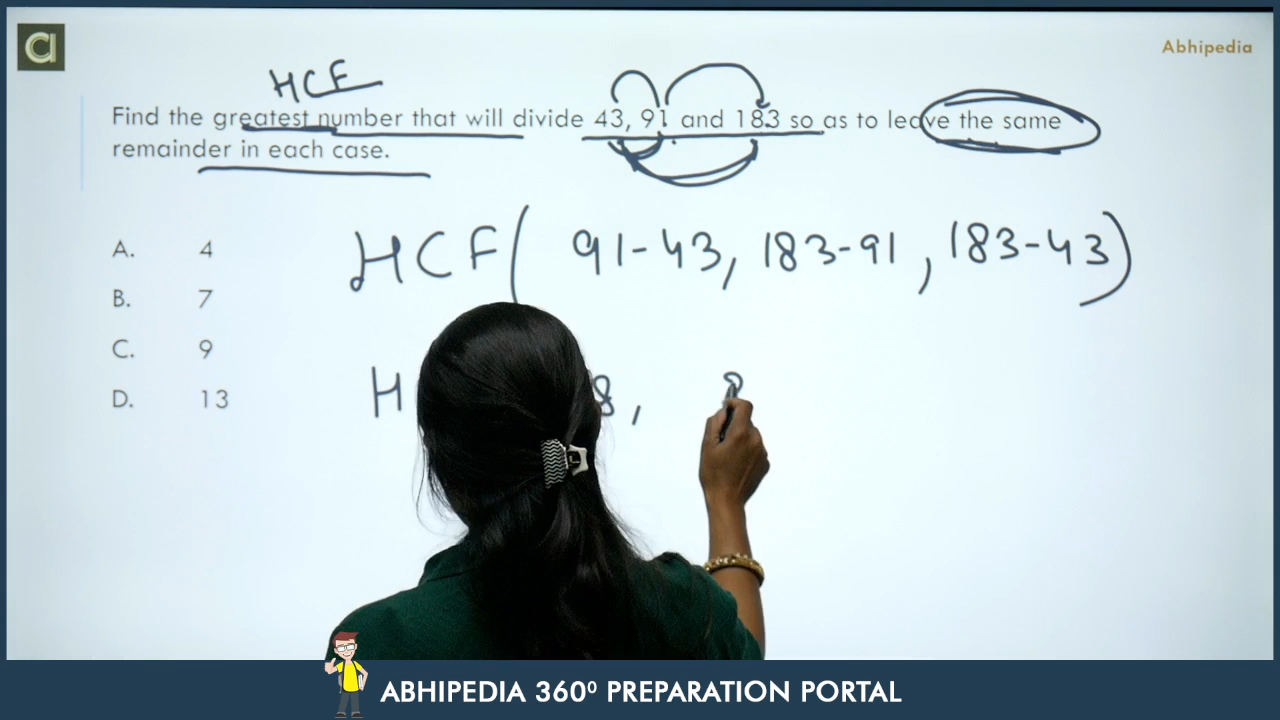 Abhipedia
HCF
Find the greatest number that will divide 43, 91 and 183 so as to leave the same
remainder in each case.
HCF( 91-43, 183-91, 183-43)
A. 4
B. 7
C. 9
D. 13
H 8,
ABHIPEDIA 360⁰ PREPARATION PORTAL